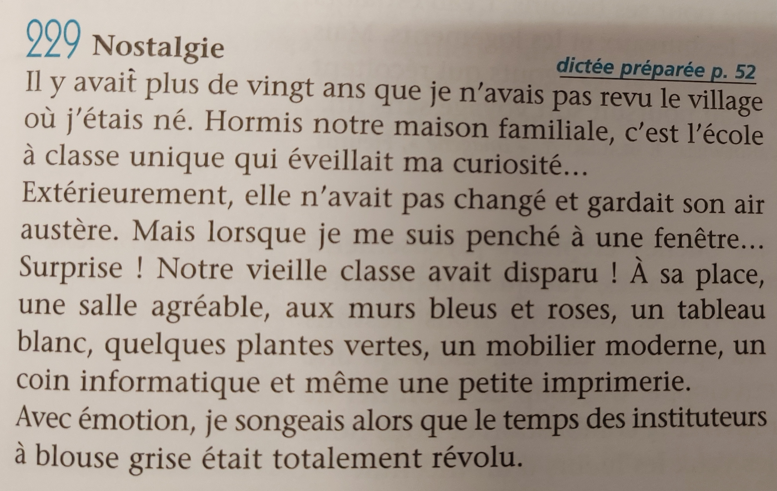 229 Nostalgie
dictée préparée p. 52
Il y avait plus de vingt ans que je n'avais pas revu le village
où j'étais né. Hormis notre maison familiale, c'est l'école
à classe unique qui éveillait ma curiosité…
Extérieurement, elle n'avait pas changé et gardait son air
austère. Mais lorsque je me suis penché à une fenêtre…
Surprise ! Notre vieille classe avait disparu ! À sa place,
une salle agréable, aux murs bleus et roses, un tableau
blanc, quelques plantes vertes, un mobilier moderne, un
coin informatique et même une petite imprimerie.
Avec émotion, je songeais alors que le temps des instituteurs
à blouse grise était totalement révolu.